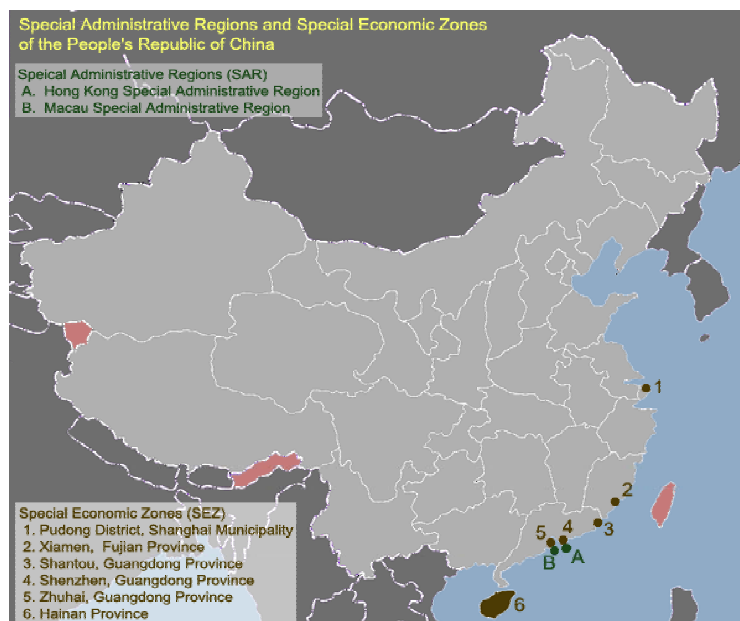 Special Administrative Regions and Special Economic Zones
of the People's Republic of China
Speical Administrative Regions (SAR)
A. Hong Kong Special Administrative Region
B. Macau Special Administrative Region
1
2
3
4
5
A
B
6
Special Economic Zones (SEZ)
1. Pudong District, Shanghai Municipality
2. Xiamen, Fujian Province
3. Shantou, Guangdong Province
4. Shenzhen, Guangdong Province
5. Zhuhai, Guangdong Province
6. Hainan Province